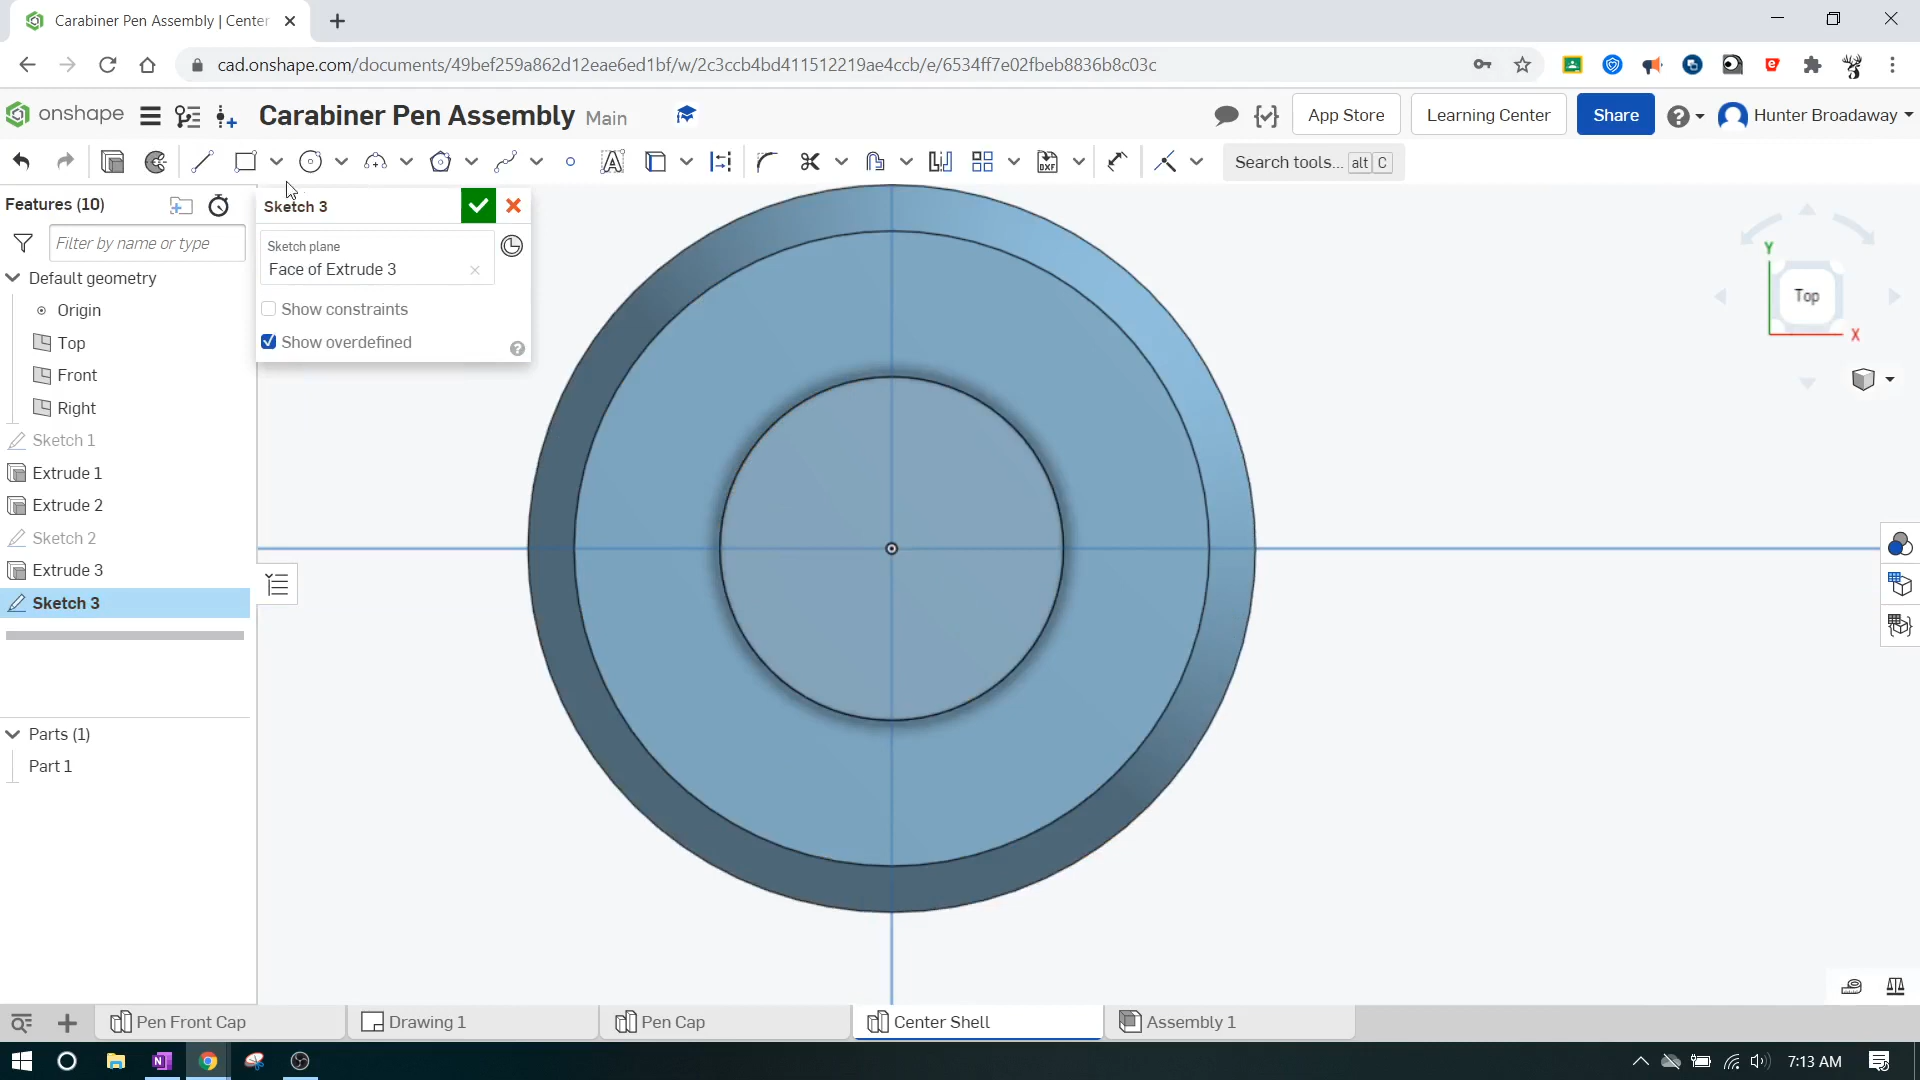 Carabiner Pen Assembly | Center
cad.onshape.com/documents/49bef259a862d12eae6ed1bf/w/2c3ccb4bd411512219ae4ccb/e/6534ff7e02fbeb8836b8c03c
onshape
Carabiner Pen Assembly Main
App Store
Learning Center
Share
Hunter Broadaway
Search tools... alt C
Features (10)
Filter by name or type
Default geometry
Origin
Top
Front
Right
Sketch 1
Extrude 1
Extrude 2
Sketch 2
Extrude 3
Sketch 3
Parts (1)
Part 1
Sketch 3
Sketch plane
Face of Extrude 3
Show constraints
Show overdefined
Y
Top
X
Pen Front Cap
Drawing 1
Pen Cap
Center Shell
Assembly 1
7:13 AM